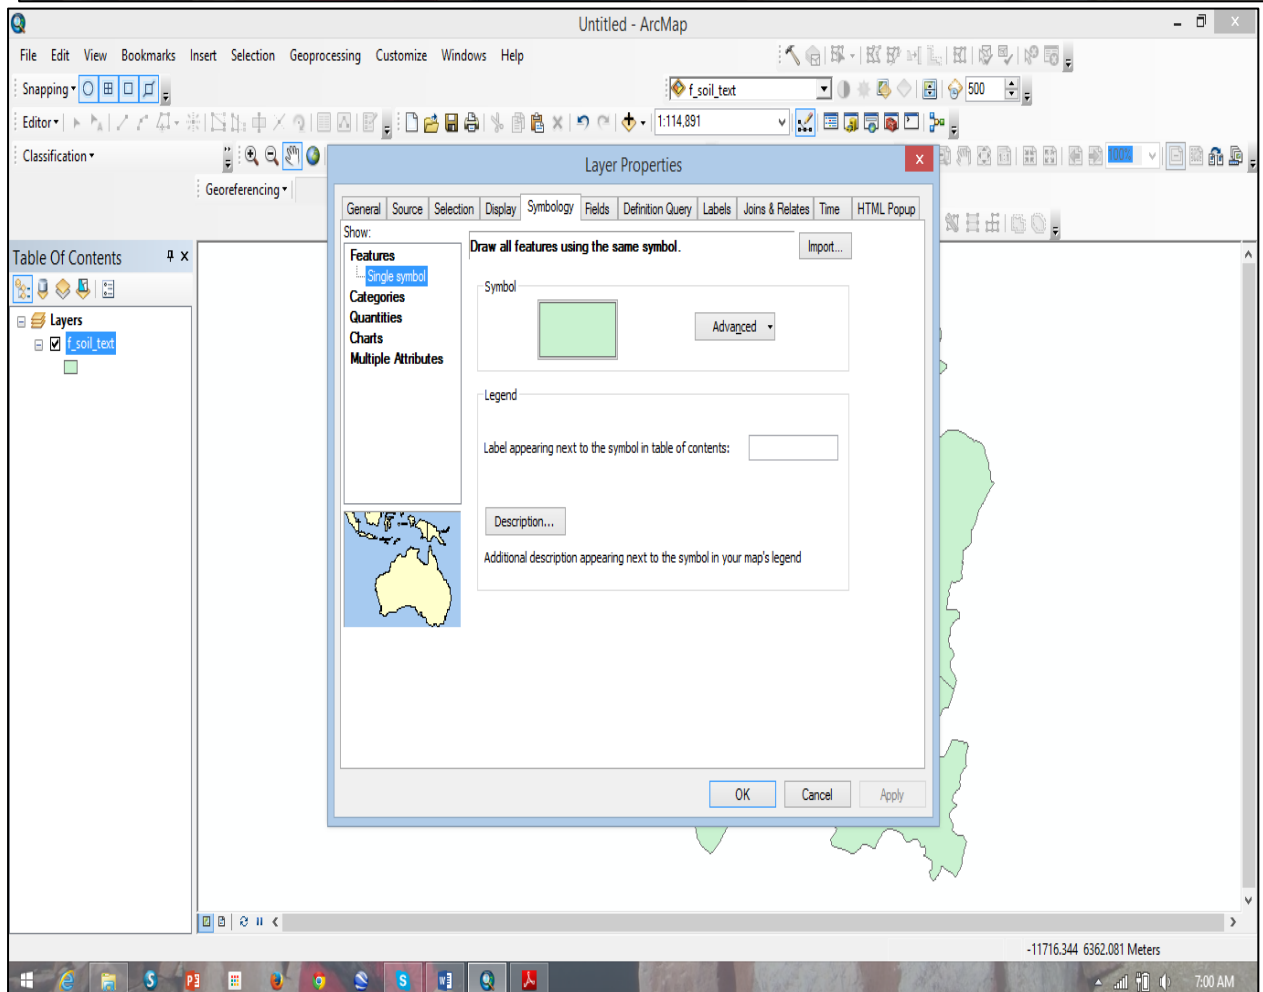 Untitled - ArcMap
File Edit View Bookmarks Insert Selection Geoprocessing Customize Windows Help
Snapping
f_soil_text
500
Editor
1:114,891
Classification
100%
Georeferencing
Layer Properties
General Source Selection Display Symbology Fields Definition Query Labels Joins & Relates Time HTML Popup
Show:
Features
Single symbol
Categories
Quantities
Charts
Multiple Attributes
Draw all features using the same symbol.
Import...
Symbol
Advanced
Legend
Label appearing next to the symbol in table of contents:
Description...
Additional description appearing next to the symbol in your map's legend
OK Cancel Apply
Table Of Contents
Layers
f_soil_text
-11716.344 6362.081 Meters
7:00 AM